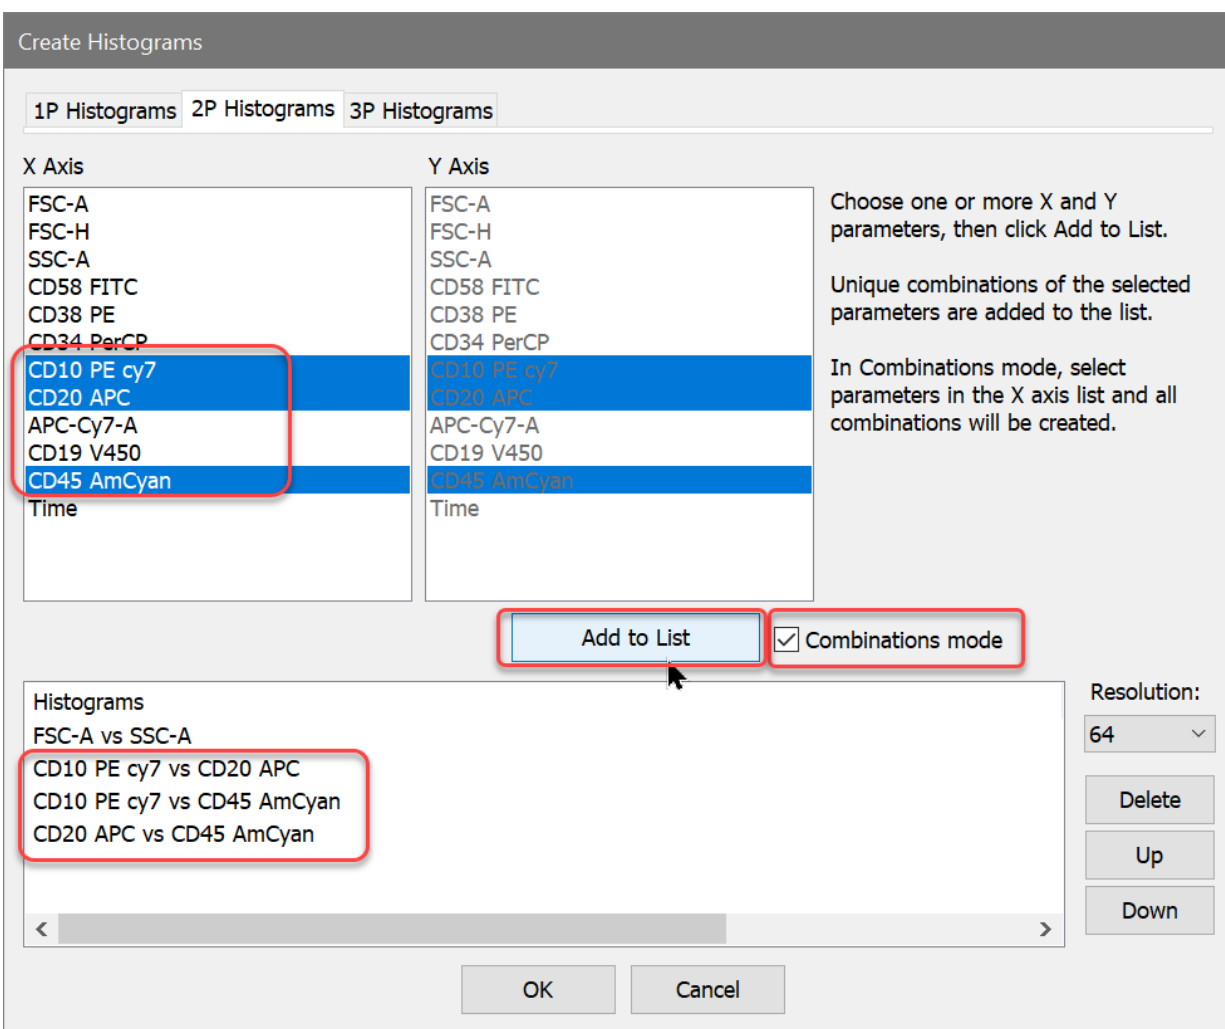 Create Histograms
1P Histograms 2P Histograms 3P Histograms
X Axis
FSC-A
FSC-H
SSC-A
CD58 FITC
CD38 PE
CD34 PerCP
CD10 PE cy7
CD20 APC
APC-Cy7-A
CD19 V450
CD45 AmCyan
Time
Y Axis
FSC-A
FSC-H
SSC-A
CD58 FITC
CD38 PE
CD34 PerCP
CD10 PE cy7
CD20 APC
APC-Cy7-A
CD19 V450
CD45 AmCyan
Time
Choose one or more X and Y
parameters, then click Add to List.
Unique combinations of the selected
parameters are added to the list.
In Combinations mode, select
parameters in the X axis list and all
combinations will be created.
Add to List
Combinations mode
Histograms
FSC-A vs SSC-A
CD10 PE cy7 vs CD20 APC
CD10 PE cy7 vs CD45 AmCyan
CD20 APC vs CD45 AmCyan
Resolution:
64
Delete
Up
Down
OK
Cancel